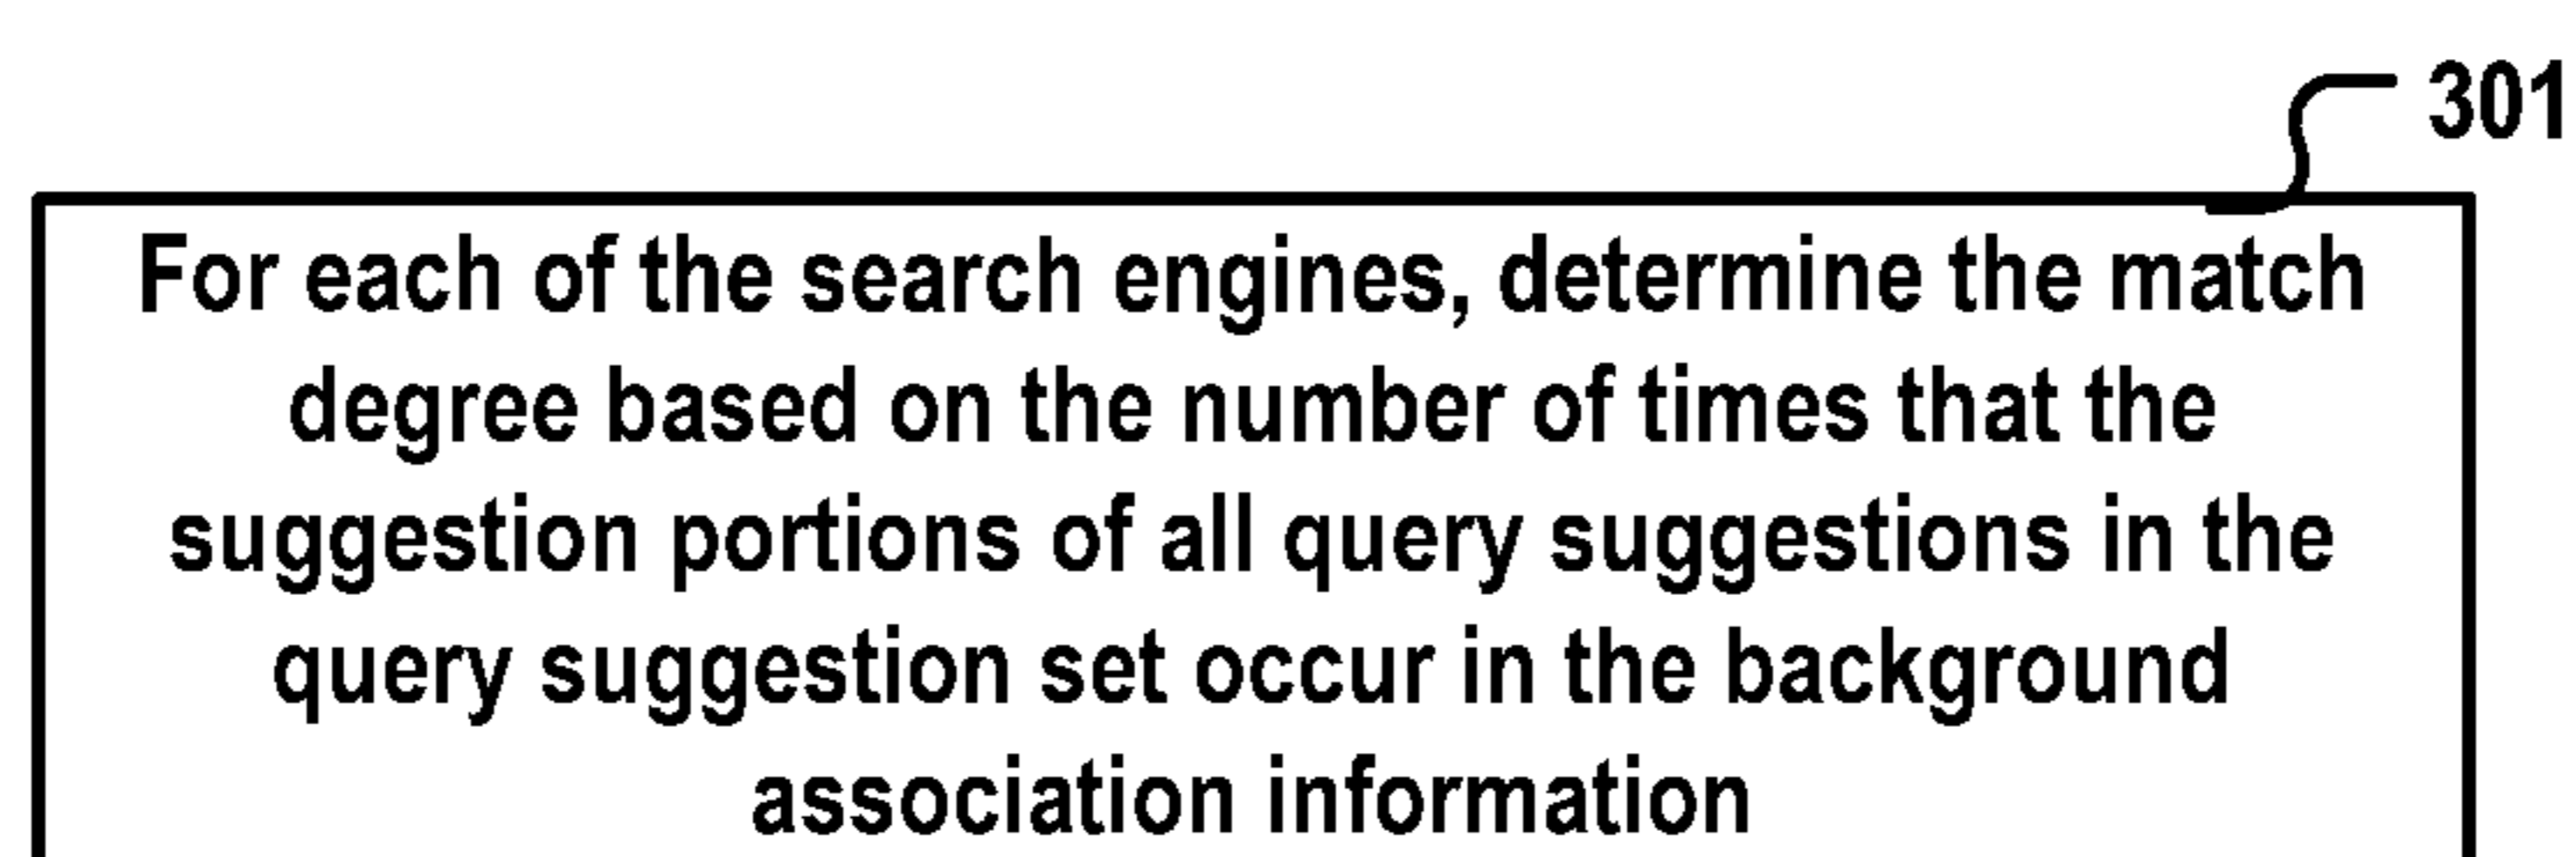 301
For each of the search engines, determine the match
degree based on the number of times that the
suggestion portions of all query suggestions in the
query suggestion set occur in the background
association information